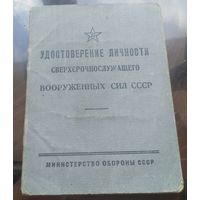 УДОСТОВЕРЕНИЕ ЛИЧНОСТИ
СВЕРХСРОЧНОСЛУЖАЩЕГО
ВООРУЖЕННЫХ СИЛ СССР
МИНИСТЕРСТВО ОБОРОНЫ СССР